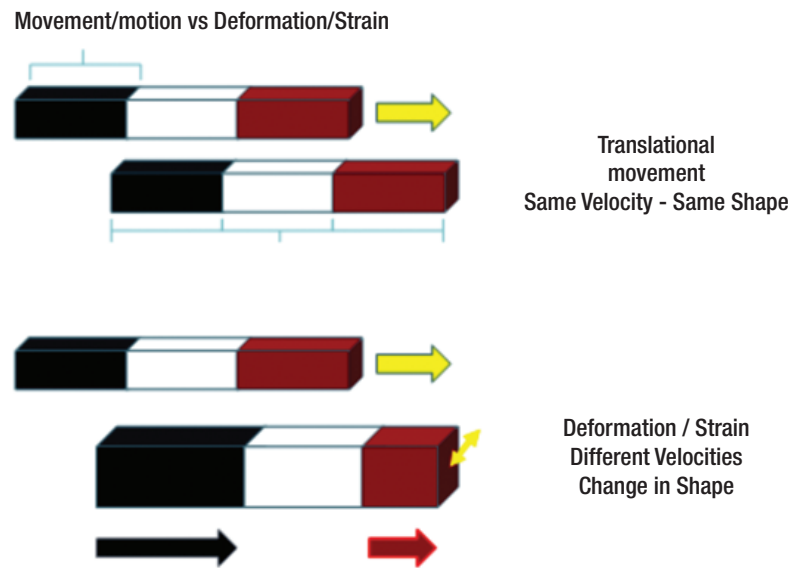 Movement/motion vs Deformation/Strain
Translational
movement
Same Velocity - Same Shape
Deformation / Strain
Different Velocities
Change in Shape